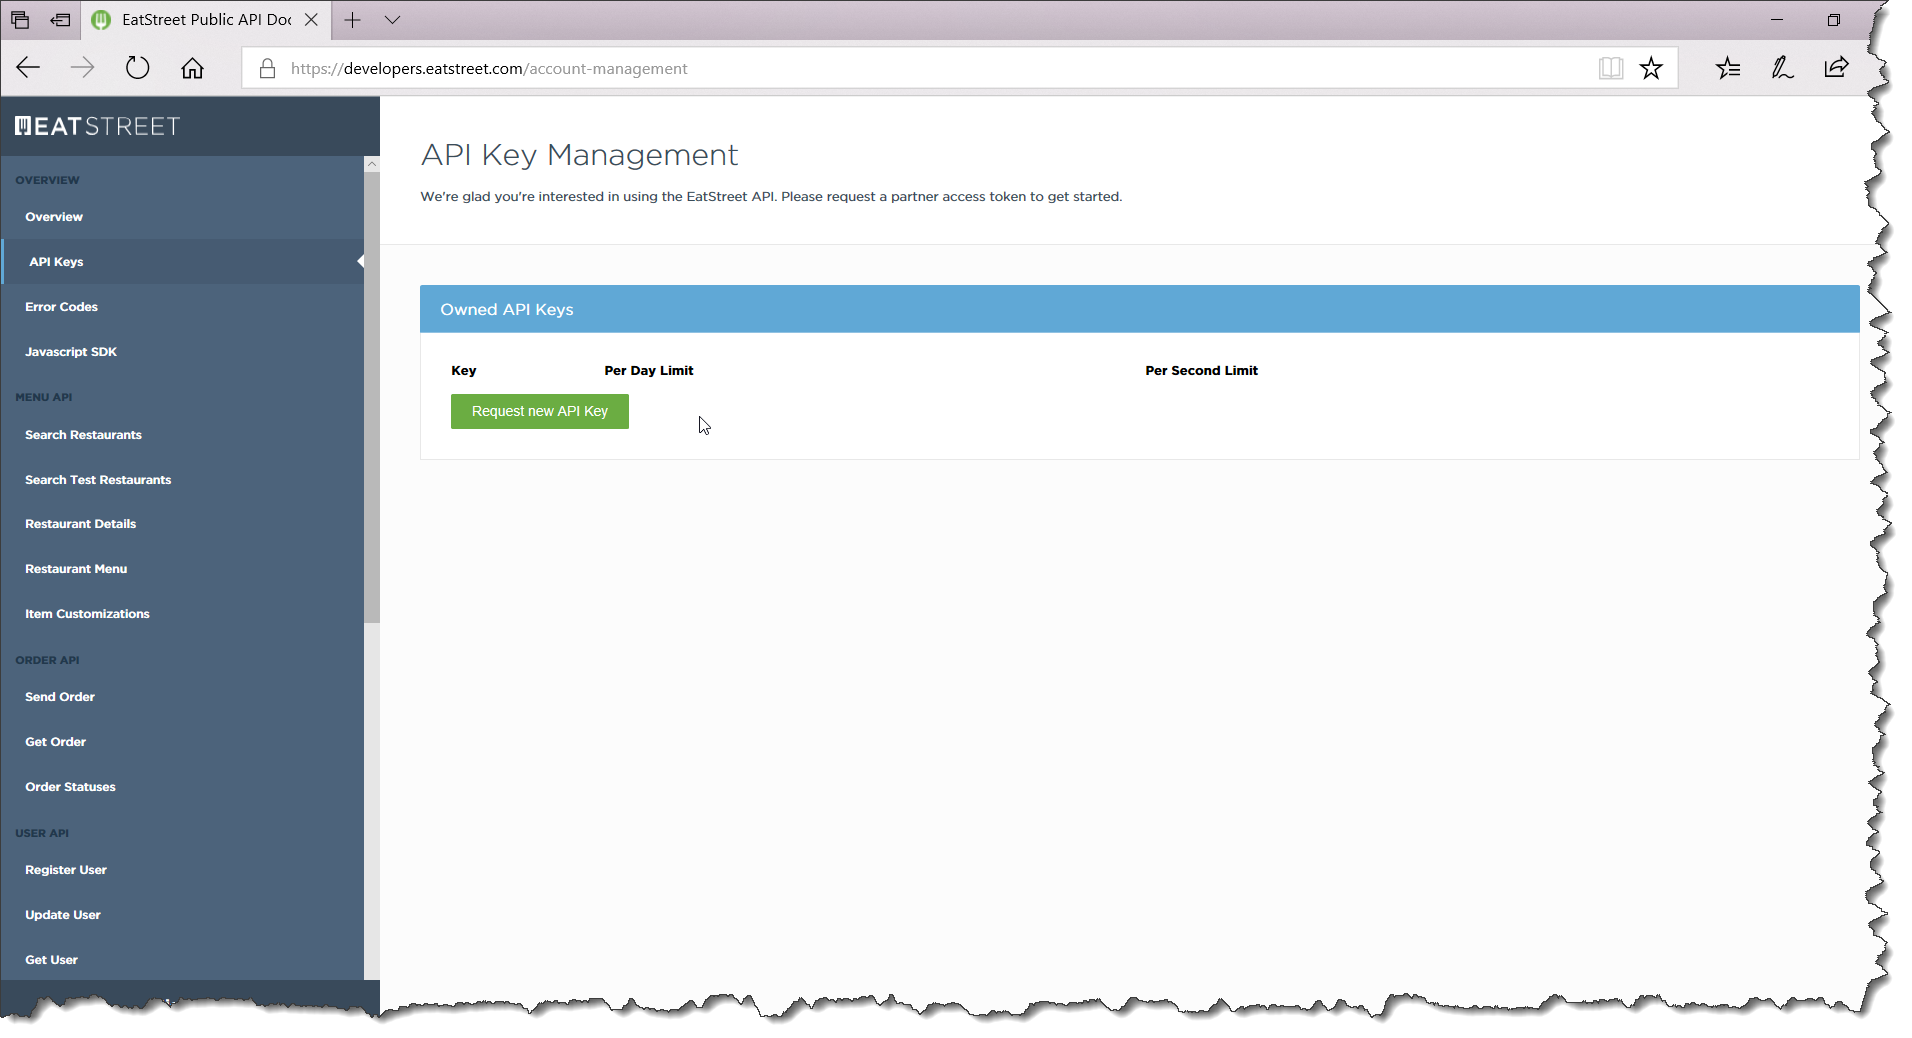 EatStreet Public API Doc
https://developers.eatstreet.com/account-management
EATSTREET
OVERVIEW
Overview
API Keys
Error Codes
Javascript SDK
MENU API
Search Restaurants
Search Test Restaurants
Restaurant Details
Restaurant Menu
Item Customizations
ORDER API
Send Order
Get Order
Order Statuses
USER API
Register User
Update User
Get User
API Key Management
We're glad you're interested in using the EatStreet API. Please request a partner access token to get started.
Owned API Keys
Key Per Day Limit Per Second Limit
Request new API Key